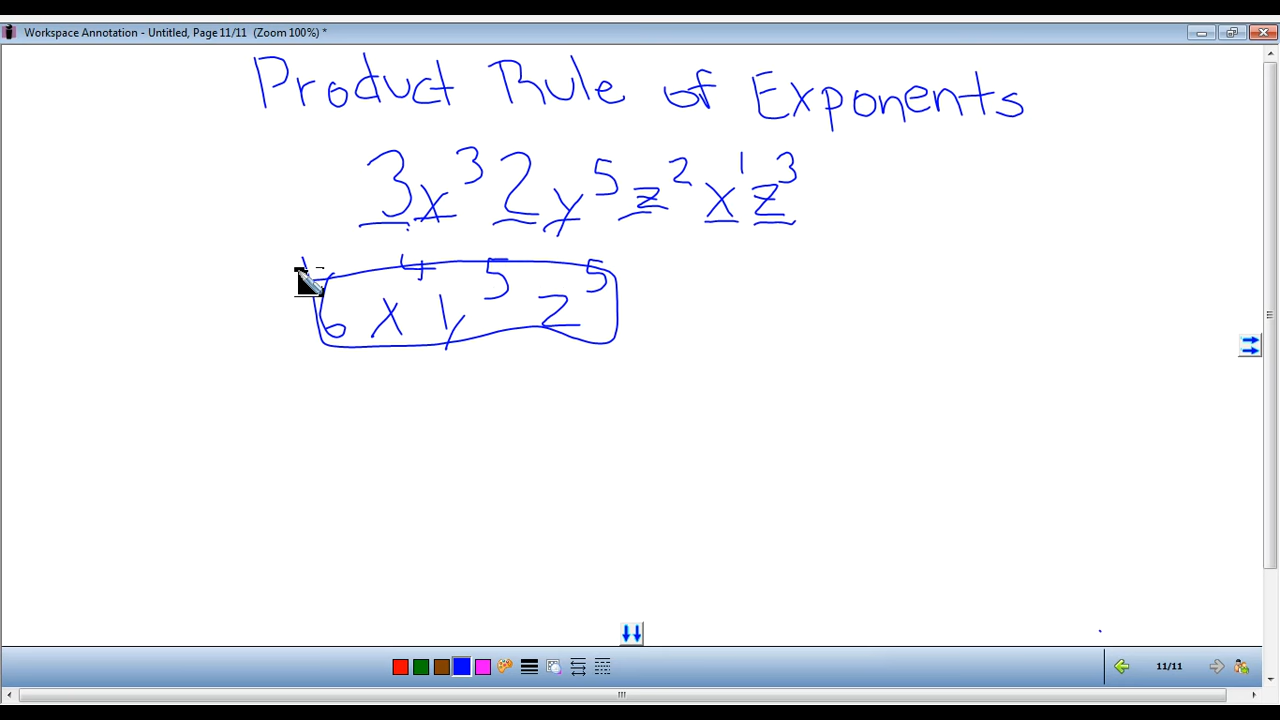 Workspace Annotation - Untitled, Page 11/11 (Zoom 100%) *
Product Rule of Exponents
3x³2y⁵z²x¹z³
6x⁴y⁵z⁵
11/11